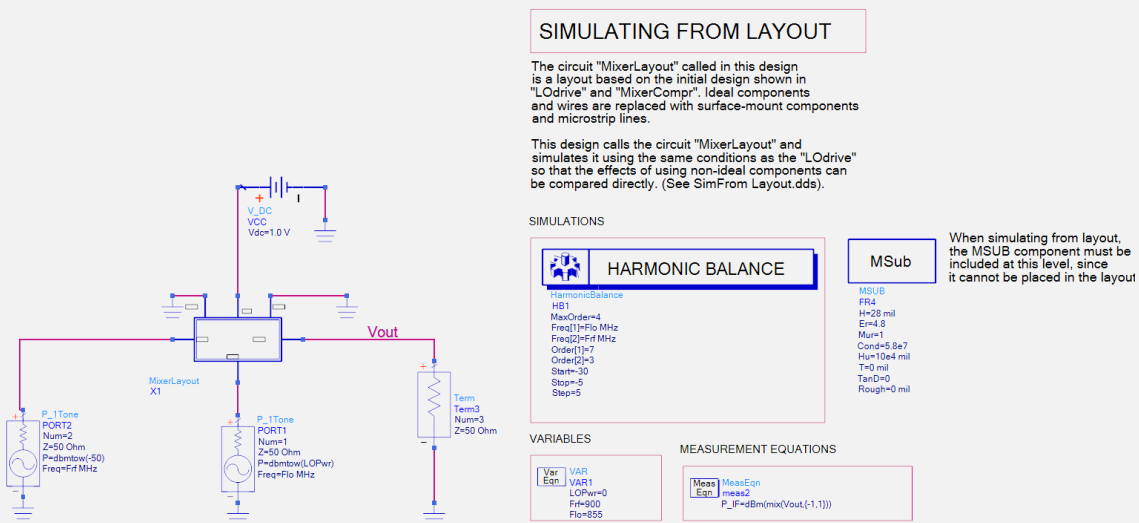 SIMULATING FROM LAYOUT
The circuit "MixerLayout" called in this design
is a layout based on the initial design shown in
"LOdrive" and "MixerCompr". Ideal components
and wires are replaced with surface-mount components
and microstrip lines.
This design calls the circuit "MixerLayout" and
simulates it using the same conditions as the "LOdrive"
so that the effects of using non-ideal components can
be compared directly. (See SimFrom Layout.dds).
V_DC
VCC
Vdc=1.0 V
Vout
MixerLayout
X1
P_1Tone
PORT2
Num=2
Z=50 Ohm
P=dbmtow(-50)
Freq=Frf MHz
P_1Tone
PORT1
Num=1
Z=50 Ohm
P=dbmtow(LOPwr)
Freq=Flo MHz
Term
Term3
Num=3
Z=50 Ohm
SIMULATIONS
HARMONIC BALANCE
HarmonicBalance
HB1
MaxOrder=4
Freq[1]=Flo MHz
Freq[2]=Frf MHz
Order[1]=7
Order[2]=3
Start=-30
Stop=-5
Step=5
MSub
MSUB
FR4
H=28 mil
Er=4.8
Mur=1
Cond=5.8e7
Hu=10e4 mil
T=0 mil
TanD=0
Rough=0 mil
When simulating from layout,
the MSUB component must be
included at this level, since
it cannot be placed in the layout
VARIABLES
Var
Eqn
VAR
VAR1
LOPwr=0
Frf=900
Flo=855
MEASUREMENT EQUATIONS
Meas
Eqn
MeasEqn
meas2
P_IF=dBm(mix(Vout,{-1,1}))